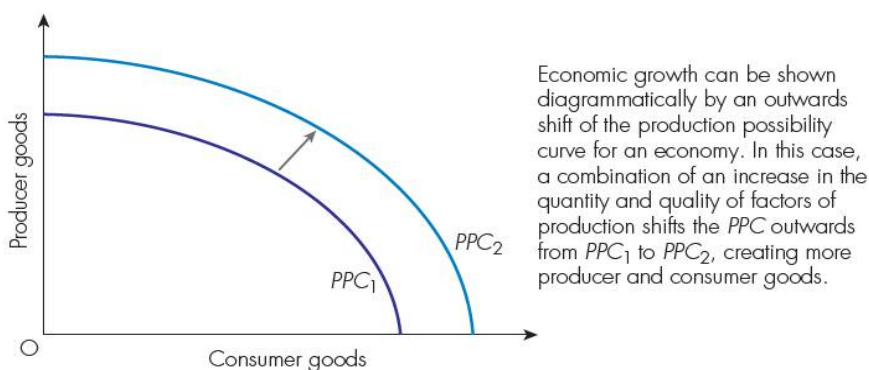 Producer goods
PPC2
PPC1
O
Consumer goods
Economic growth can be shown
diagrammatically by an outwards
shift of the production possibility
curve for an economy. In this case,
a combination of an increase in the
quantity and quality of factors of
production shifts the PPC outwards
from PPC1 to PPC2, creating more
producer and consumer goods.